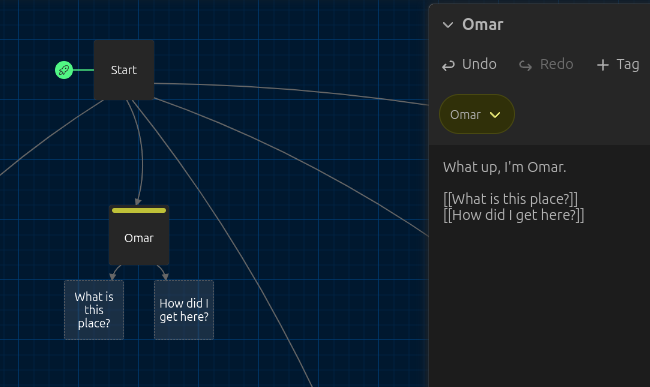 Start
Omar
What is
this
place?
How did I
get here?
Omar
Undo
Redo
Tag
Omar
What up, I'm Omar.
[[What is this place?]]
[[How did I get here?]]